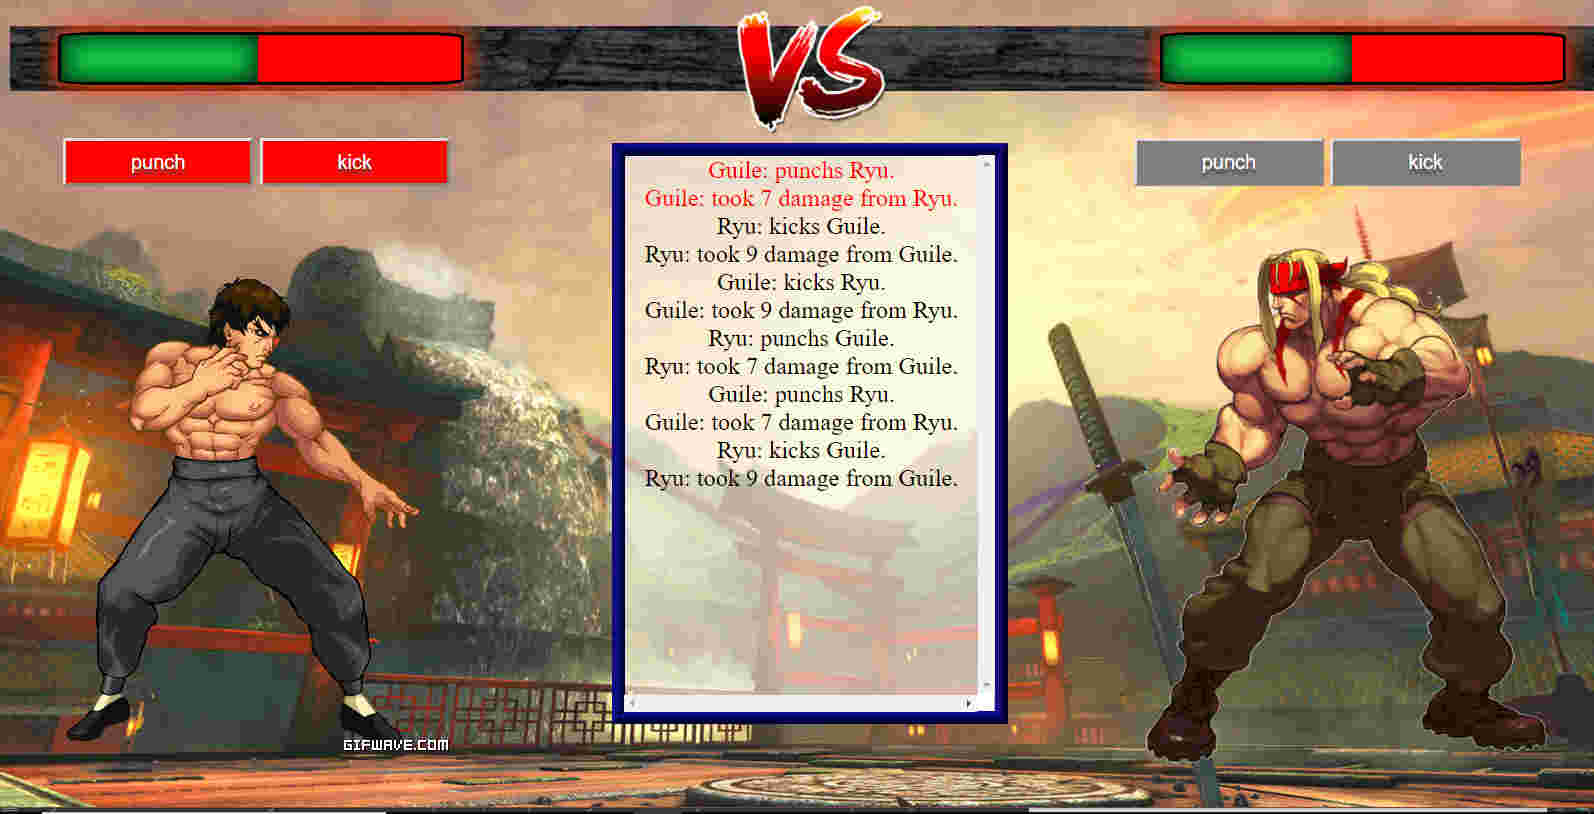 VS
punch
kick
punch
kick
Guile: punchs Ryu.
Guile: took 7 damage from Ryu.
Ryu: kicks Guile.
Ryu: took 9 damage from Guile.
Guile: kicks Ryu.
Guile: took 9 damage from Ryu.
Ryu: punchs Guile.
Ryu: took 7 damage from Guile.
Guile: punchs Ryu.
Guile: took 7 damage from Ryu.
Ryu: kicks Guile.
Ryu: took 9 damage from Guile.
GIFWAVE.COM